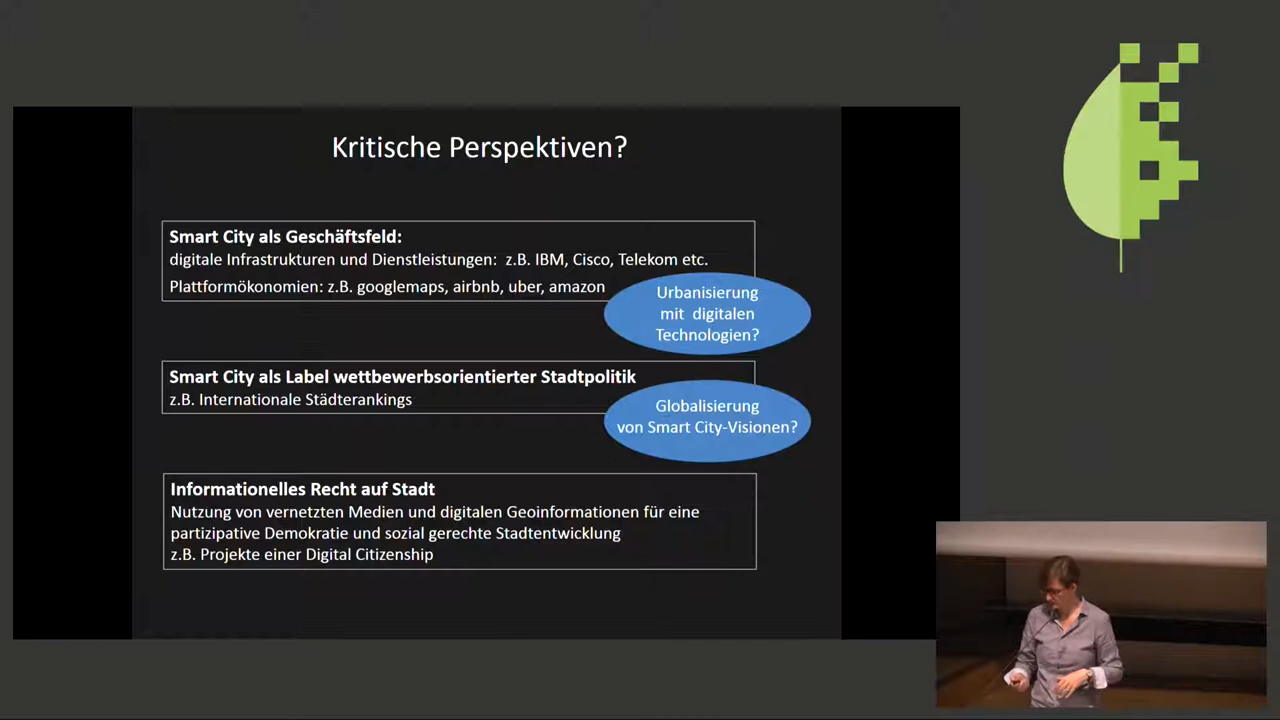 Kritische Perspektiven?
Smart City als Geschäftsfeld:
digitale Infrastrukturen und Dienstleistungen:  z.B. IBM, Cisco, Telekom etc.
Plattformökonomien: z.B. googlemaps, airbnb, uber, amazon
Urbanisierung
mit  digitalen
Technologien?
Smart City als Label wettbewerbsorientierter Stadtpolitik
z.B. Internationale Städterankings
Globalisierung
von Smart City-Visionen?
Informationelles Recht auf Stadt
Nutzung von vernetzten Medien und digitalen Geoinformationen für eine
partizipative Demokratie und sozial gerechte Stadtentwicklung
z.B. Projekte einer Digital Citizenship